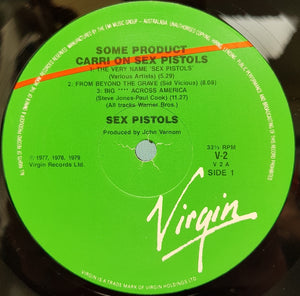 SOME PRODUCT
CARRI ON SEX PISTOLS
1. THE VERY NAME 'SEX PISTOLS'
(Various Artists) (5.29)
2. FROM BEYOND THE GRAVE (Sid Vicious) (8.09)
3. BIG **** ACROSS AMERICA
(Steve Jones-Paul Cook) (11.27)
(All tracks-Warner Bros.)
SEX PISTOLS
Produced by John Varnom
℗ 1977, 1978, 1979
Virgin Records Ltd.
33⅓ RPM
V-2
V 2 A
SIDE 1
Virgin
VIRGIN IS A TRADE MARK OF VIRGIN HOLDINGS LTD